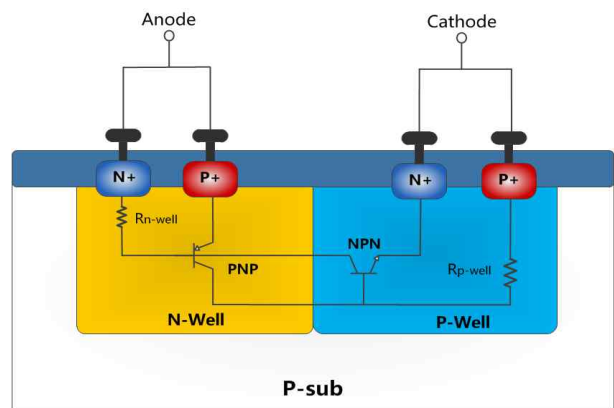 Anode
Cathode
N+
P+
N+
P+
Rn-well
NPN
PNP
Rp-well
N-Well
P-Well
P-sub